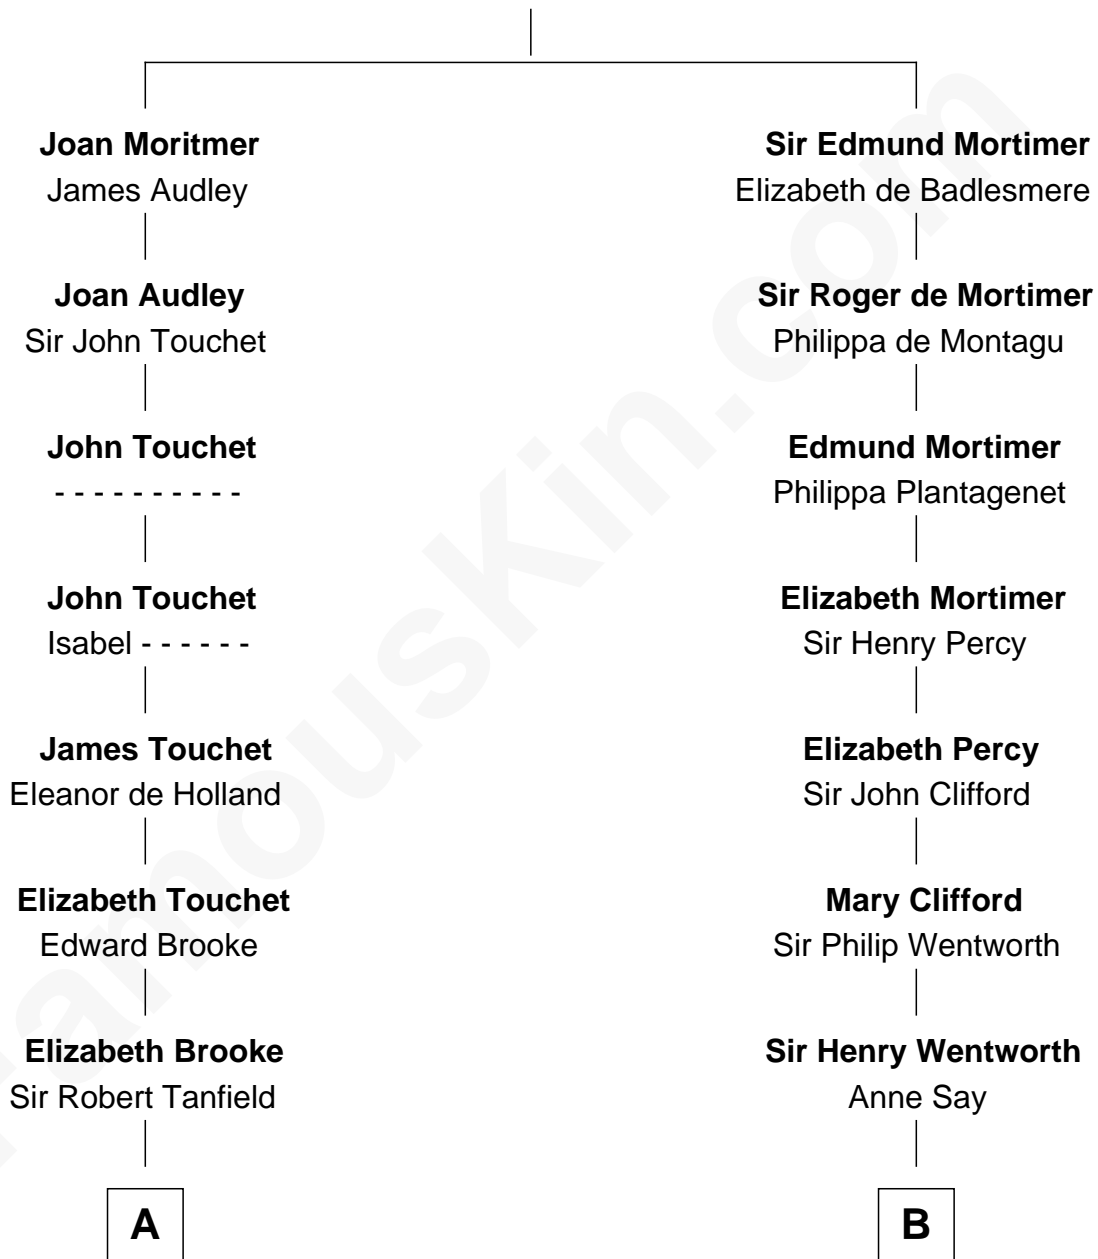 Joan Moritmer
James Audley
Sir Edmund Mortimer
Elizabeth de Badlesmere
Joan Audley
Sir John Touchet
Sir Roger de Mortimer
Philippa de Montagu
John Touchet
- - - - - - - - - -
Edmund Mortimer
Philippa Plantagenet
John Touchet
Isabel - - - - - -
Elizabeth Mortimer
Sir Henry Percy
James Touchet
Eleanor de Holland
Elizabeth Percy
Sir John Clifford
Elizabeth Touchet
Edward Brooke
Mary Clifford
Sir Philip Wentworth
Elizabeth Brooke
Sir Robert Tanfield
Sir Henry Wentworth
Anne Say
A
B
famouskin.com